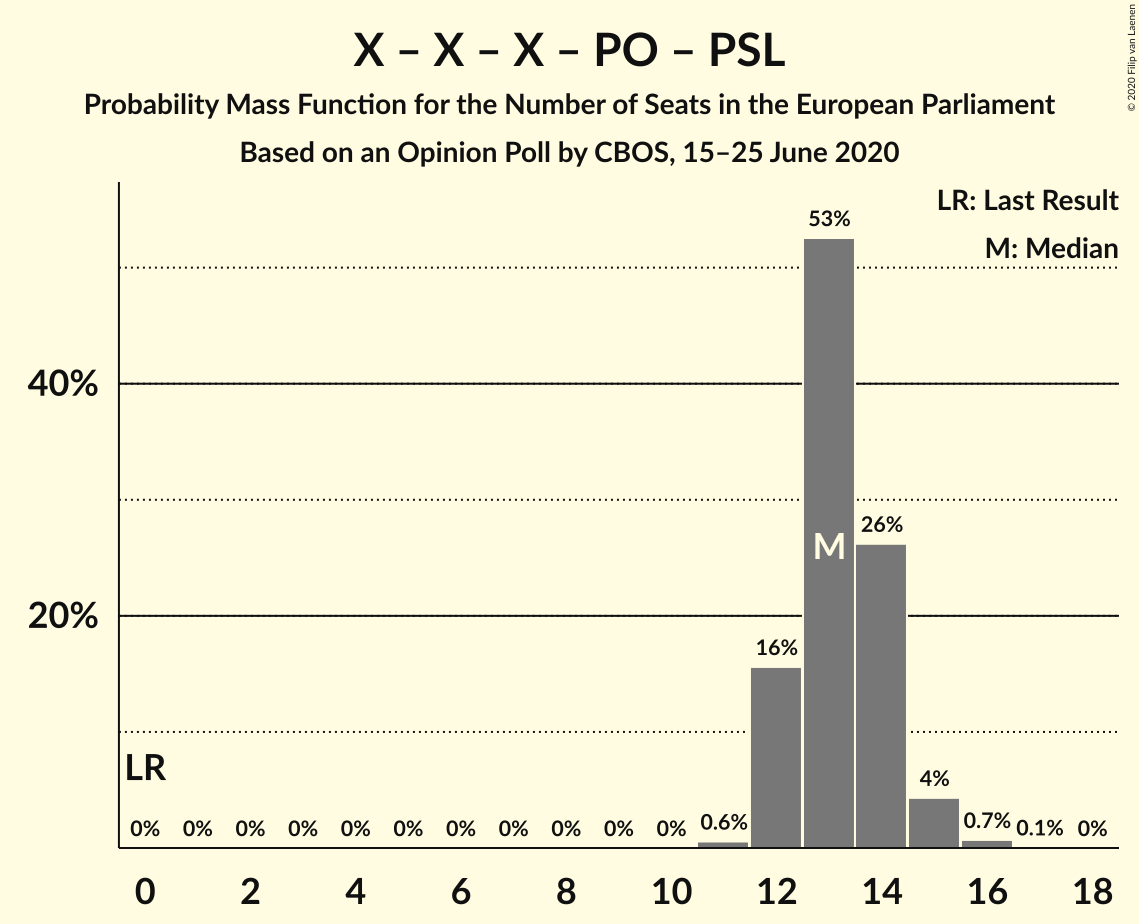 X – X – X – PO – PSL
Probability Mass Function for the Number of Seats in the European Parliament
Based on an Opinion Poll by CBOS, 15–25 June 2020
© 2020 Filip van Laenen
LR: Last Result
M: Median
53%
40%
26%
M
20%
16%
LR
4%
0% 0% 0% 0% 0% 0% 0% 0% 0% 0% 0% 0.6% 0.7% 0.1% 0%
0 2 4 6 8 10 12 14 16 18